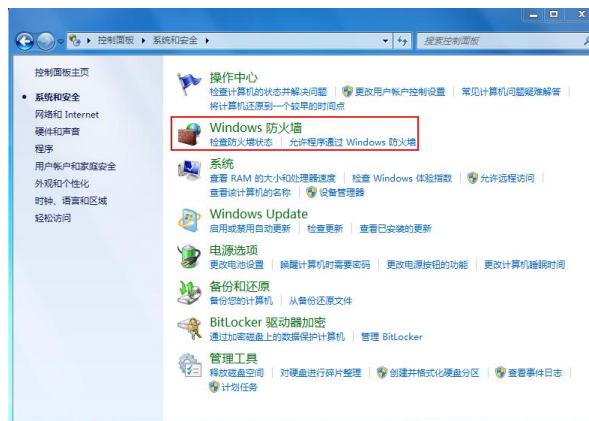 控制面板 ▸ 系统和安全 ▸
搜索控制面板
控制面板主页
系统和安全
网络和 Internet
硬件和声音
程序
用户帐户和家庭安全
外观和个性化
时钟、语言和区域
轻松访问
操作中心
检查计算机的状态并解决问题 更改用户帐户控制设置 常见计算机问题疑难解答
将计算机还原到一个较早的时间点
Windows 防火墙
检查防火墙状态 允许程序通过 Windows 防火墙
系统
查看 RAM 的大小和处理器速度 检查 Windows 体验指数 允许远程访问
查看该计算机的名称 设备管理器
Windows Update
启用或禁用自动更新 检查更新 查看已安装的更新
电源选项
更改电池设置 唤醒计算机时需要密码 更改电源按钮的功能 更改计算机睡眠时间
备份和还原
备份您的计算机 从备份还原文件
BitLocker 驱动器加密
通过加密磁盘上的数据保护计算机 管理 BitLocker
管理工具
释放磁盘空间 对硬盘进行碎片整理 创建并格式化硬盘分区 查看事件日志
计划任务